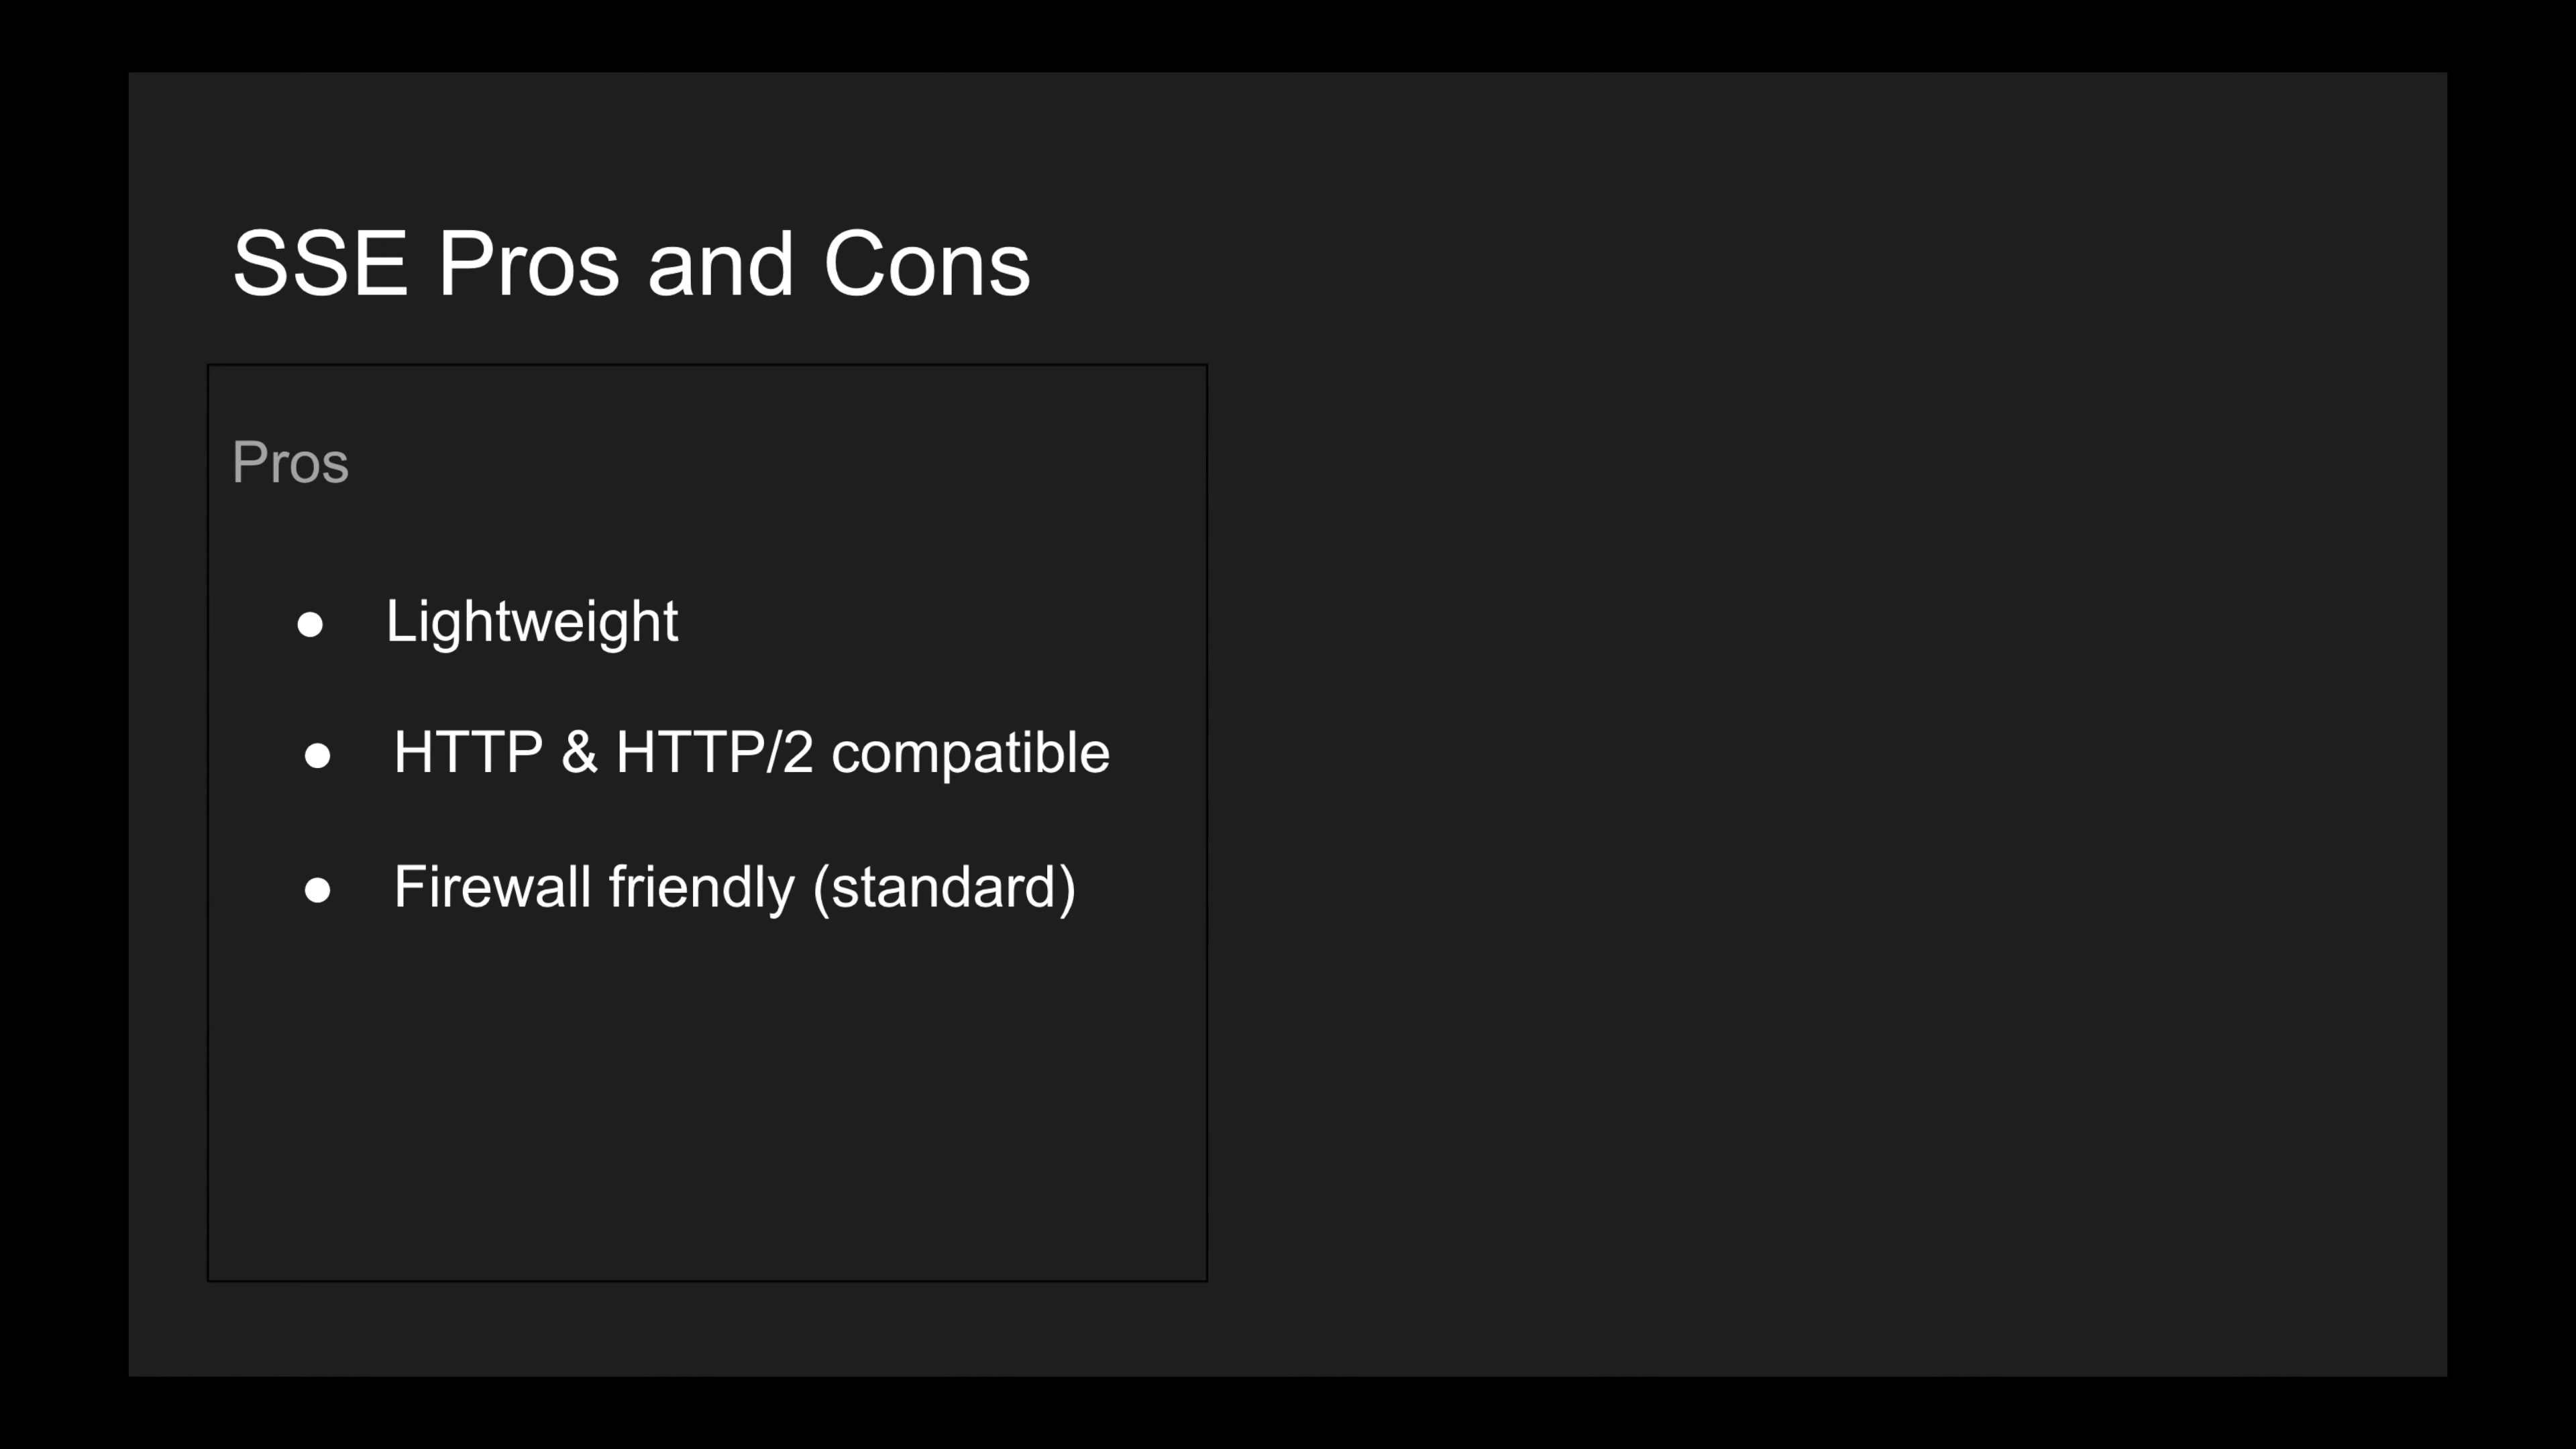 SSE Pros and Cons
Pros
● Lightweight
● HTTP & HTTP/2 compatible
● Firewall friendly (standard)